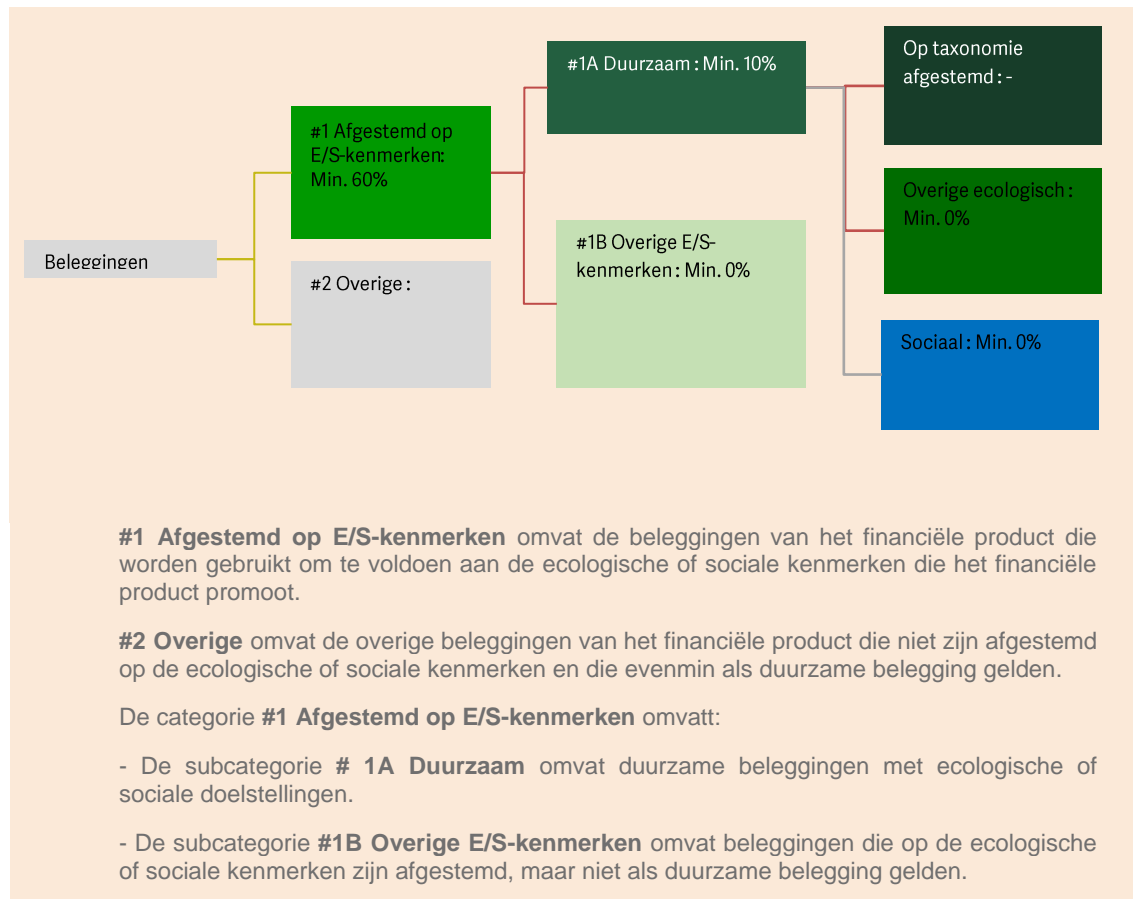 Beleggingen
#1 Afgestemd op
E/S-kenmerken:
Min. 60%
#2 Overige :
#1A Duurzaam : Min. 10%
#1B Overige E/S-
kenmerken : Min. 0%
Op taxonomie
afgestemd : -
Overige ecologisch :
Min. 0%
Sociaal : Min. 0%
#1 Afgestemd op E/S-kenmerken omvat de beleggingen van het financiële product die
worden gebruikt om te voldoen aan de ecologische of sociale kenmerken die het financiële
product promoot.
#2 Overige omvat de overige beleggingen van het financiële product die niet zijn afgestemd
op de ecologische of sociale kenmerken en die evenmin als duurzame belegging gelden.
De categorie #1 Afgestemd op E/S-kenmerken omvatt:
- De subcategorie # 1A Duurzaam omvat duurzame beleggingen met ecologische of
sociale doelstellingen.
- De subcategorie #1B Overige E/S-kenmerken omvat beleggingen die op de ecologische
of sociale kenmerken zijn afgestemd, maar niet als duurzame belegging gelden.